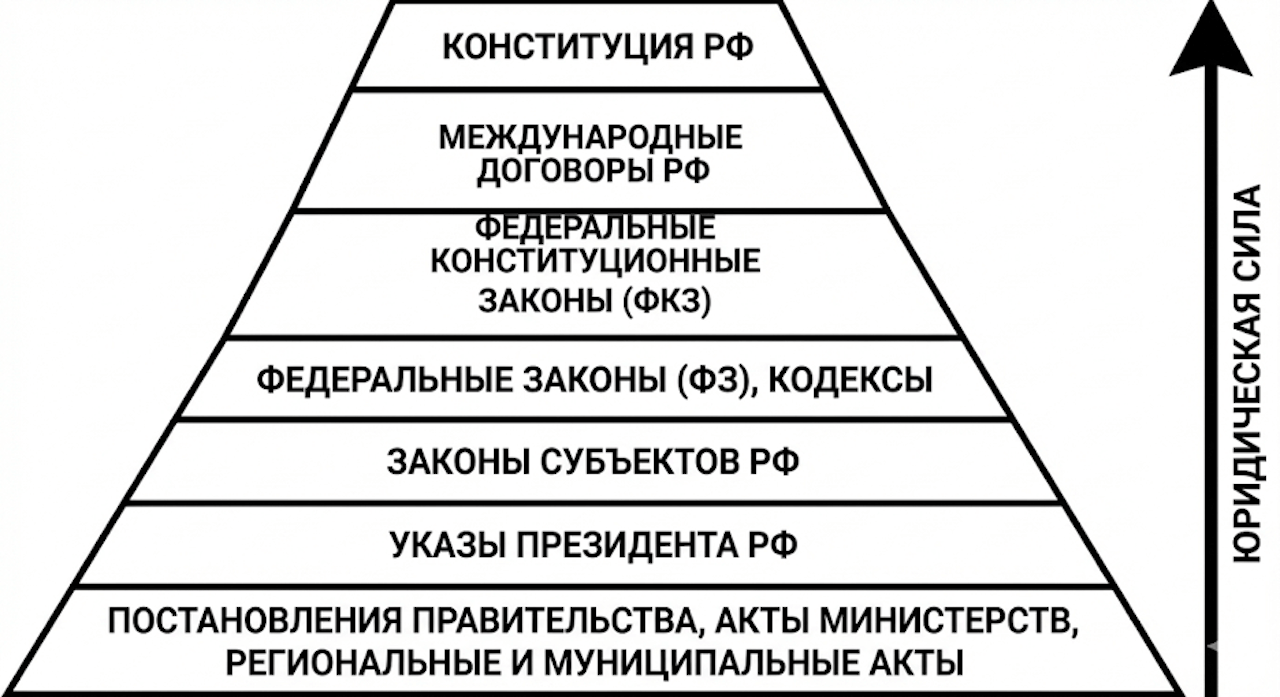 КОНСТИТУЦИЯ РФ
МЕЖДУНАРОДНЫЕ
ДОГОВОРЫ РФ
ФЕДЕРАЛЬНЫЕ
КОНСТИТУЦИОННЫЕ
ЗАКОНЫ (ФКЗ)
ФЕДЕРАЛЬНЫЕ ЗАКОНЫ (ФЗ), КОДЕКСЫ
ЗАКОНЫ СУБЪЕКТОВ РФ
УКАЗЫ ПРЕЗИДЕНТА РФ
ПОСТАНОВЛЕНИЯ ПРАВИТЕЛЬСТВА, АКТЫ МИНИСТЕРСТВ,
РЕГИОНАЛЬНЫЕ И МУНИЦИПАЛЬНЫЕ АКТЫ
ЮРИДИЧЕСКАЯ СИЛА